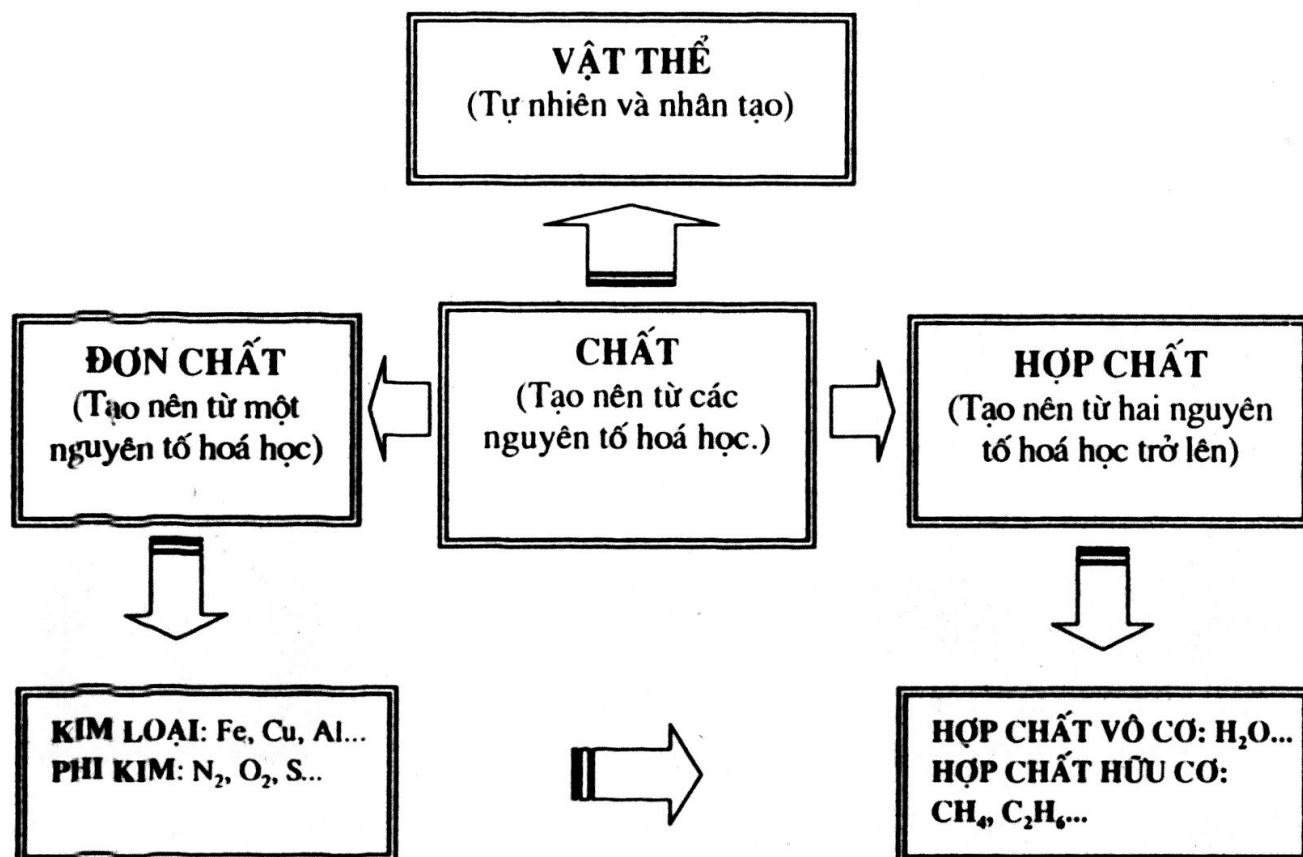 VẬT THỂ
(Tự nhiên và nhân tạo)
ĐƠN CHẤT
(Tạo nên từ một
nguyên tố hoá học)
CHẤT
(Tạo nên từ các
nguyên tố hoá học.)
HỢP CHẤT
(Tạo nên từ hai nguyên
tố hoá học trở lên)
KIM LOẠI: Fe, Cu, Al...
PHI KIM: N₂, O₂, S...
HỢP CHẤT VÔ CƠ: H₂O...
HỢP CHẤT HỮU CƠ:
CH₄, C₂H₆...